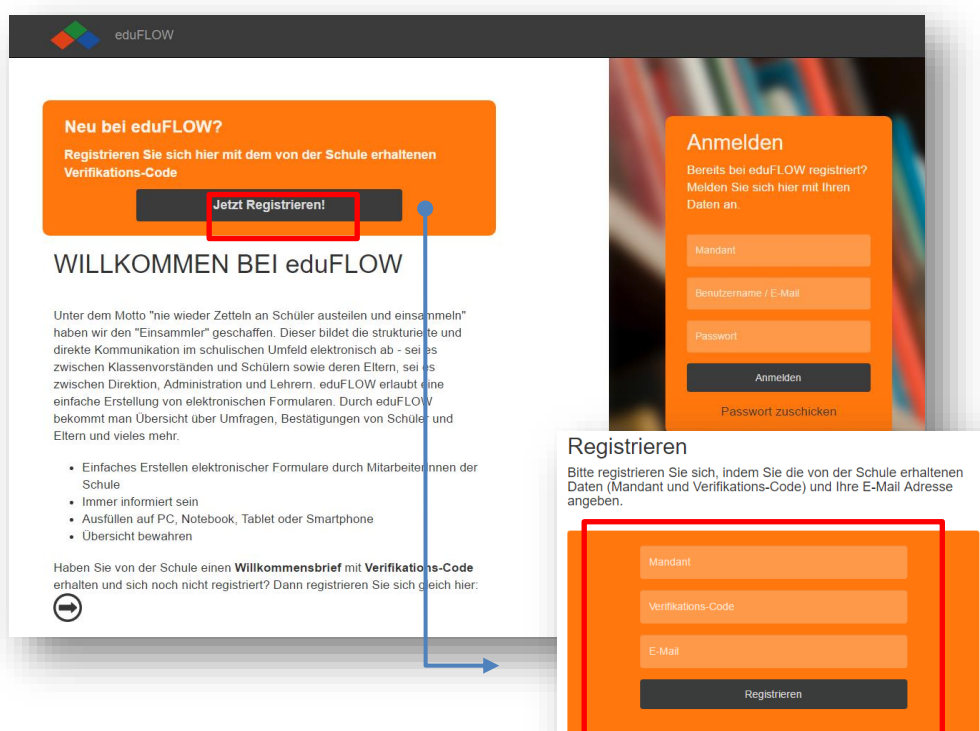 eduFLOW
Neu bei eduFLOW?
Registrieren Sie sich hier mit dem von der Schule erhaltenen
Verifikations-Code
Jetzt Registrieren!
WILLKOMMEN BEI eduFLOW
Unter dem Motto "nie wieder Zetteln an Schüler austeilen und einsammeln"
haben wir den "Einsammler" geschaffen. Dieser bildet die strukturierte und
direkte Kommunikation im schulischen Umfeld elektronisch ab - sei es
zwischen Klassenvorständen und Schülern sowie deren Eltern, sei es
zwischen Direktion, Administration und Lehrern. eduFLOW erlaubt eine
einfache Erstellung von elektronischen Formularen. Durch eduFLOW
bekommt man Übersicht über Umfragen, Bestätigungen von Schüler und
Eltern und vieles mehr.
• Einfaches Erstellen elektronischer Formulare durch MitarbeiterInnen der
Schule
• Immer informiert sein
• Ausfüllen auf PC, Notebook, Tablet oder Smartphone
• Übersicht bewahren
Haben Sie von der Schule einen Willkommensbrief mit Verifikations-Code
erhalten und sich noch nicht registriert? Dann registrieren Sie sich gleich hier:
Anmelden
Bereits bei eduFLOW registriert?
Melden Sie sich hier mit Ihren
Daten an.
Mandant
Benutzername / E-Mail
Passwort
Anmelden
Passwort zuschicken
Registrieren
Bitte registrieren Sie sich, indem Sie die von der Schule erhaltenen
Daten (Mandant und Verifikations-Code) und Ihre E-Mail Adresse
angeben.
Mandant
Verifikations-Code
E-Mail
Registrieren